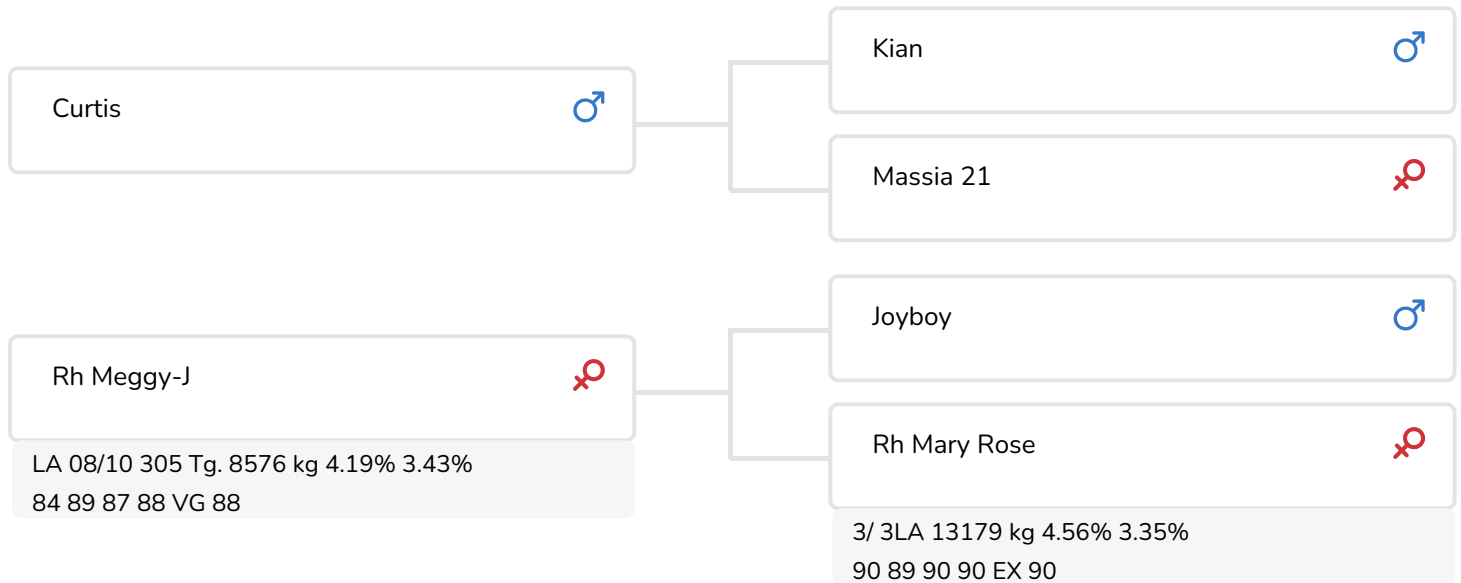 Curtis
Kian
Massia 21
Rh Meggy-J
LA 08/10 305 Tg. 8576 kg 4.19% 3.43%
84 89 87 88 VG 88
Joyboy
Rh Mary Rose
3/ 3LA 13179 kg 4.56% 3.35%
90 89 90 90 EX 90